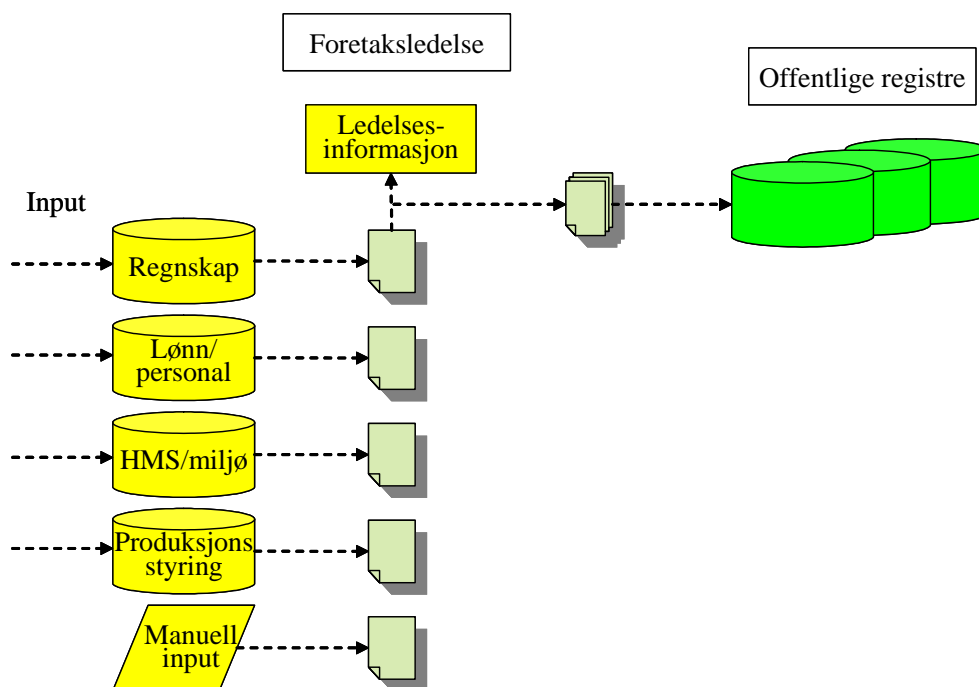 Foretaksledelse
Offentlige registre
Ledelses-
informasjon
Input
Regnskap
Lønn/
personal
HMS/miljø
Produksjons
styring
Manuell
input